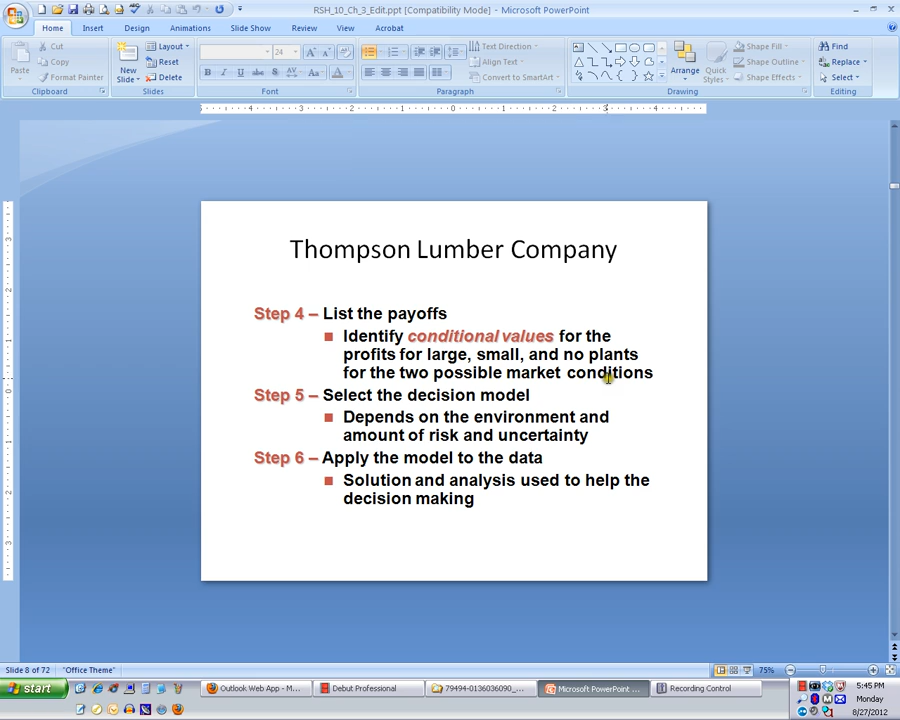 RSH_10_Ch_3_Edit.ppt [Compatibility Mode] - Microsoft PowerPoint
Home Insert Design Animations Slide Show Review View Acrobat
Paste
Cut
Copy
Format Painter
Clipboard
New Slide
Layout
Reset
Delete
Slides
24
Font
Text Direction
Align Text
Convert to SmartArt
Paragraph
Arrange
Quick Styles
Shape Fill
Shape Outline
Shape Effects
Drawing
Find
Replace
Select
Editing
Thompson Lumber Company
Step 4 – List the payoffs
Identify conditional values for the
profits for large, small, and no plants
for the two possible market conditions
Step 5 – Select the decision model
Depends on the environment and
amount of risk and uncertainty
Step 6 – Apply the model to the data
Solution and analysis used to help the
decision making
Slide 8 of 72 "Office Theme" 75%
start Outlook Web App - M... Debut Professional 79494-0136036090_... Microsoft PowerPoint ... Recording Control
5:45 PM
Monday
8/27/2012